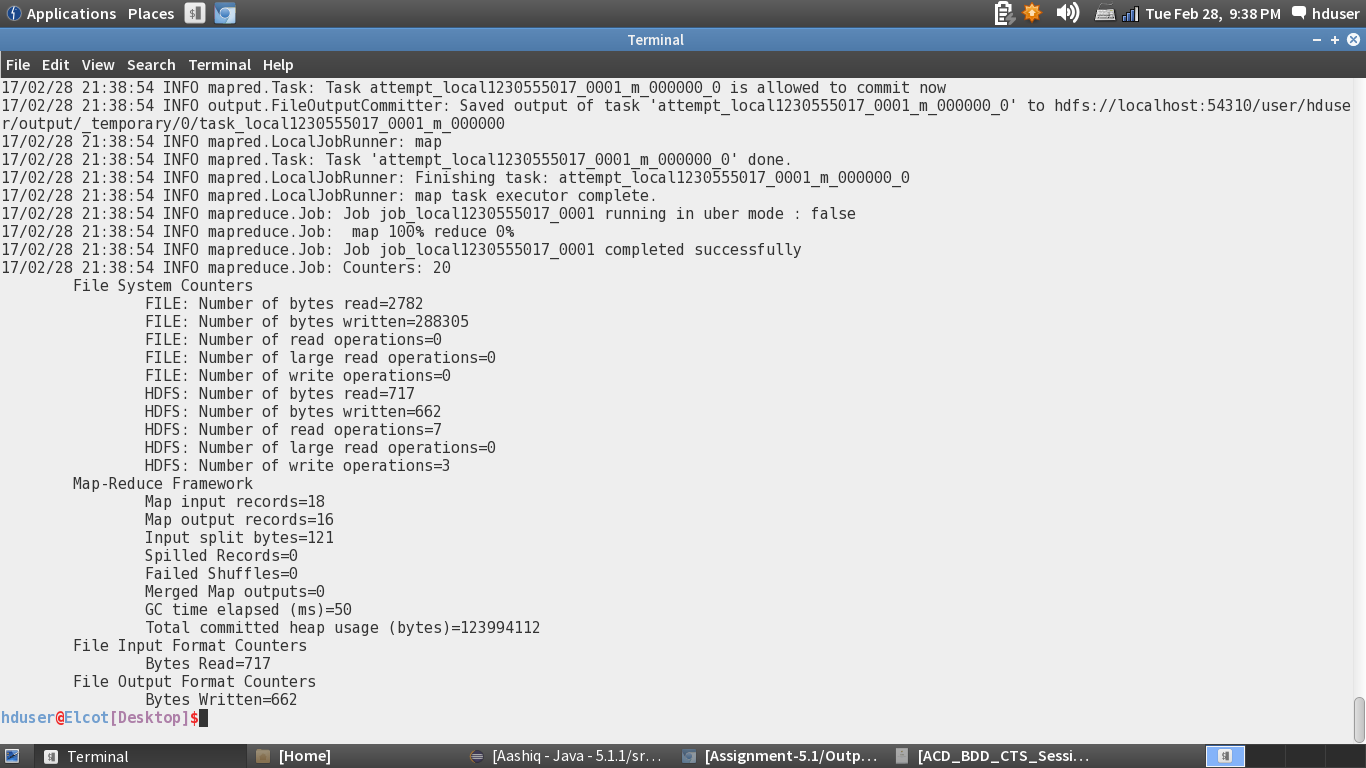 Applications Places Tue Feb 28, 9:38 PM hduser
Terminal
File Edit View Search Terminal Help
17/02/28 21:38:54 INFO mapred.Task: Task attempt_local1230555017_0001_m_000000_0 is allowed to commit now
17/02/28 21:38:54 INFO output.FileOutputCommitter: Saved output of task 'attempt_local1230555017_0001_m_000000_0' to hdfs://localhost:54310/user/hduse
r/output/_temporary/0/task_local1230555017_0001_m_000000
17/02/28 21:38:54 INFO mapred.LocalJobRunner: map
17/02/28 21:38:54 INFO mapred.Task: Task 'attempt_local1230555017_0001_m_000000_0' done.
17/02/28 21:38:54 INFO mapred.LocalJobRunner: Finishing task: attempt_local1230555017_0001_m_000000_0
17/02/28 21:38:54 INFO mapred.LocalJobRunner: map task executor complete.
17/02/28 21:38:54 INFO mapreduce.Job: Job job_local1230555017_0001 running in uber mode : false
17/02/28 21:38:54 INFO mapreduce.Job:  map 100% reduce 0%
17/02/28 21:38:54 INFO mapreduce.Job: Job job_local1230555017_0001 completed successfully
17/02/28 21:38:54 INFO mapreduce.Job: Counters: 20
File System Counters
FILE: Number of bytes read=2782
FILE: Number of bytes written=288305
FILE: Number of read operations=0
FILE: Number of large read operations=0
FILE: Number of write operations=0
HDFS: Number of bytes read=717
HDFS: Number of bytes written=662
HDFS: Number of read operations=7
HDFS: Number of large read operations=0
HDFS: Number of write operations=3
Map-Reduce Framework
Map input records=18
Map output records=16
Input split bytes=121
Spilled Records=0
Failed Shuffles=0
Merged Map outputs=0
GC time elapsed (ms)=50
Total committed heap usage (bytes)=123994112
File Input Format Counters
Bytes Read=717
File Output Format Counters
Bytes Written=662
hduser@Elcot[Desktop]$
Terminal [Home] [Aashiq - Java - 5.1.1/sr... [Assignment-5.1/Outp... [ACD_BDD_CTS_Sessi...